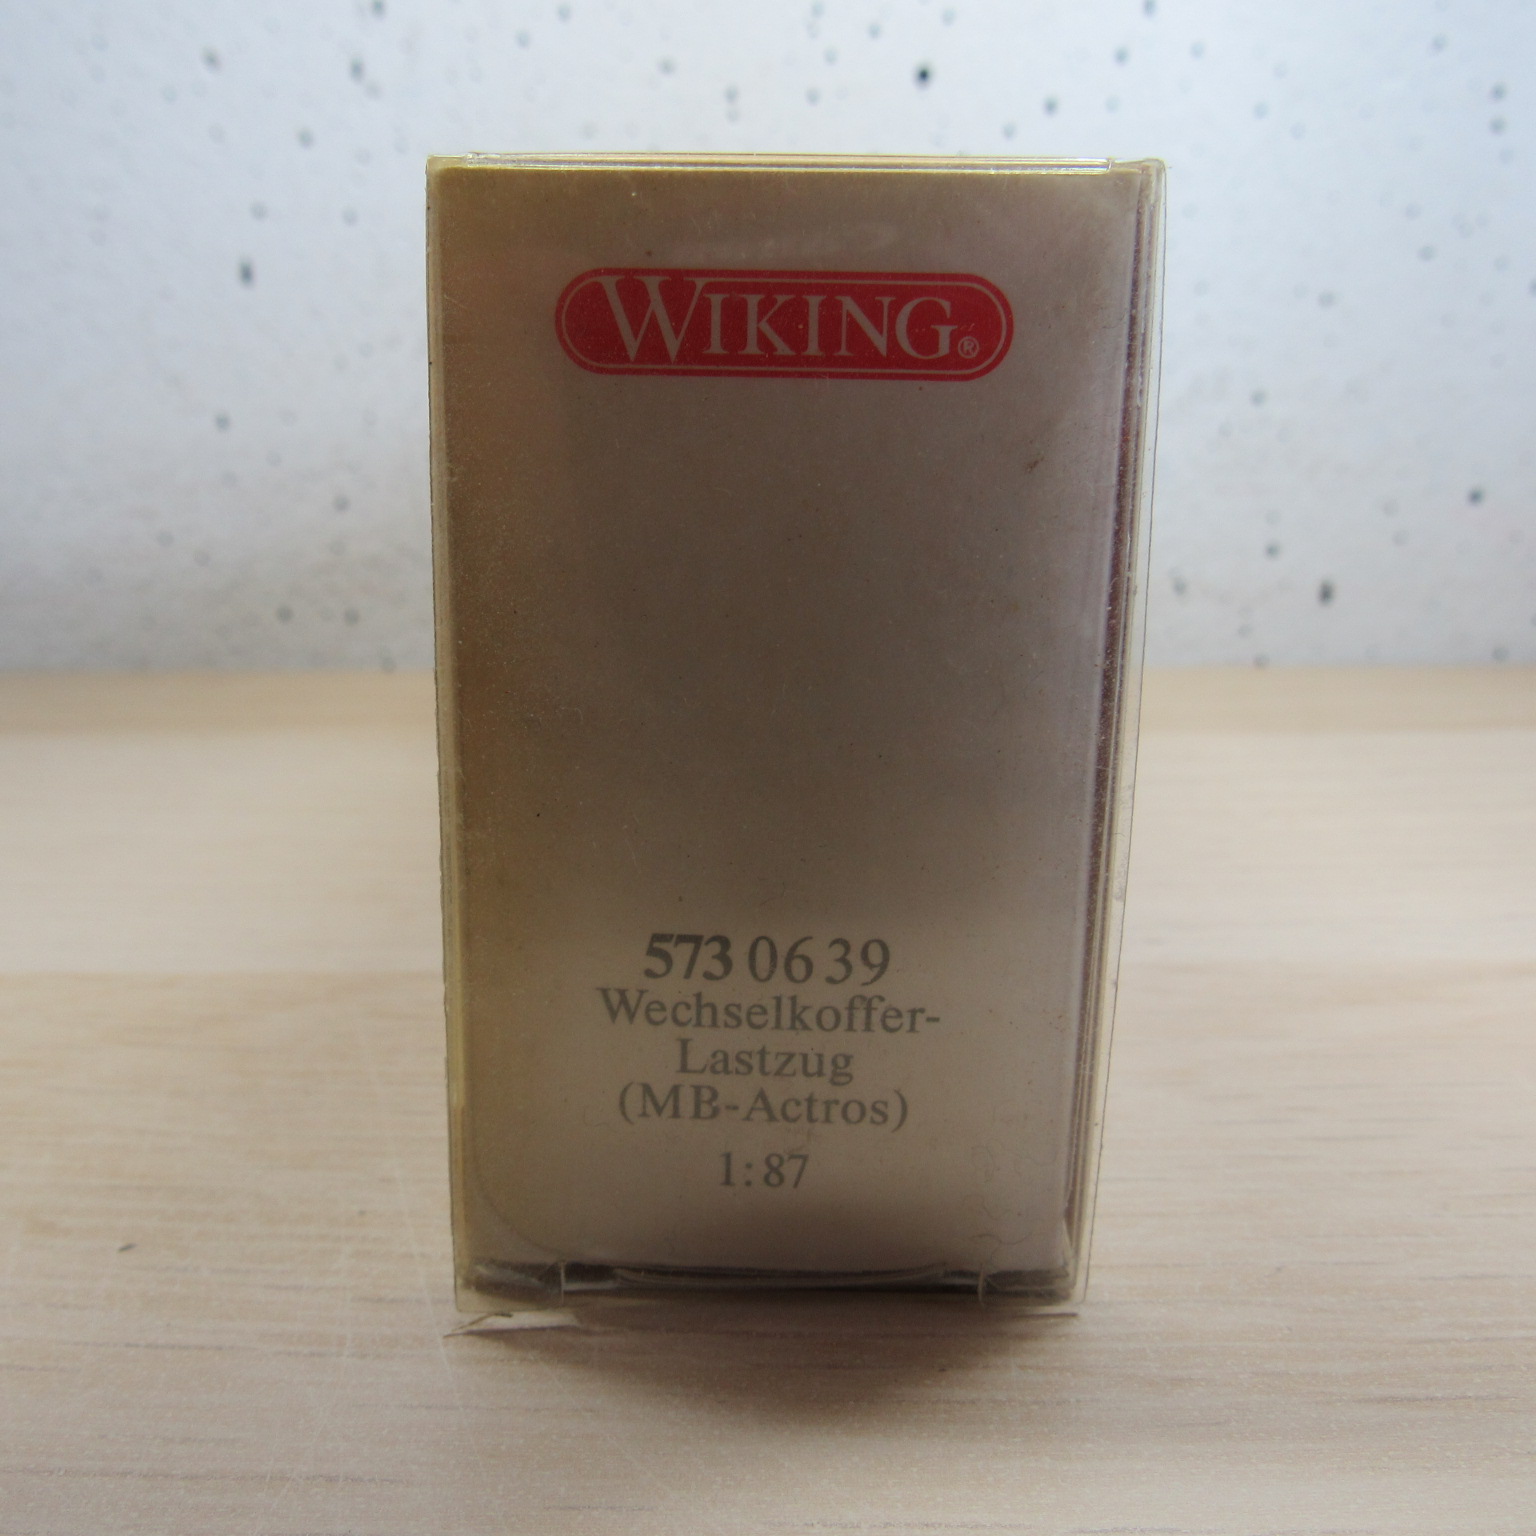 WIKING®
573 06 39
Wechselkoffer-
Lastzug
(MB-Actros)
1:87